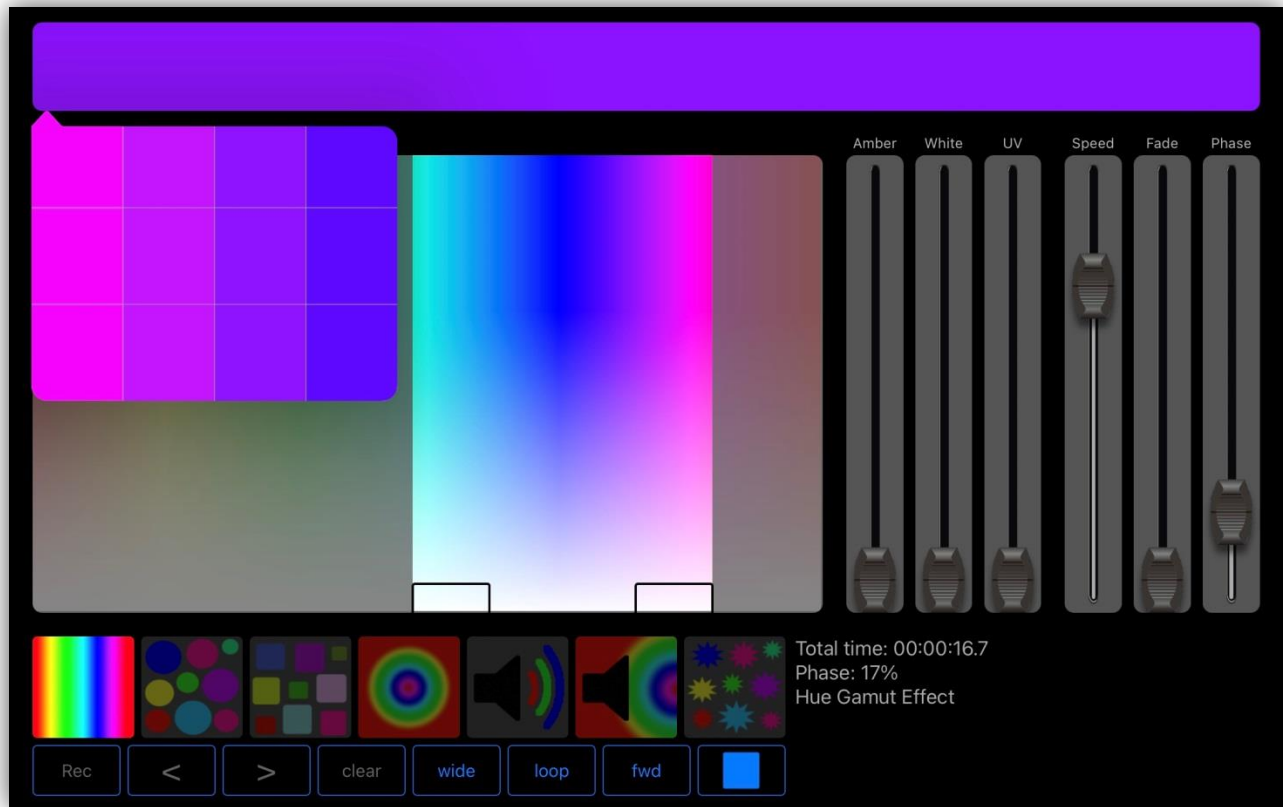 Amber White UV Speed Fade Phase
Total time: 00:00:16.7
Phase: 17%
Hue Gamut Effect
Rec < > clear wide loop fwd